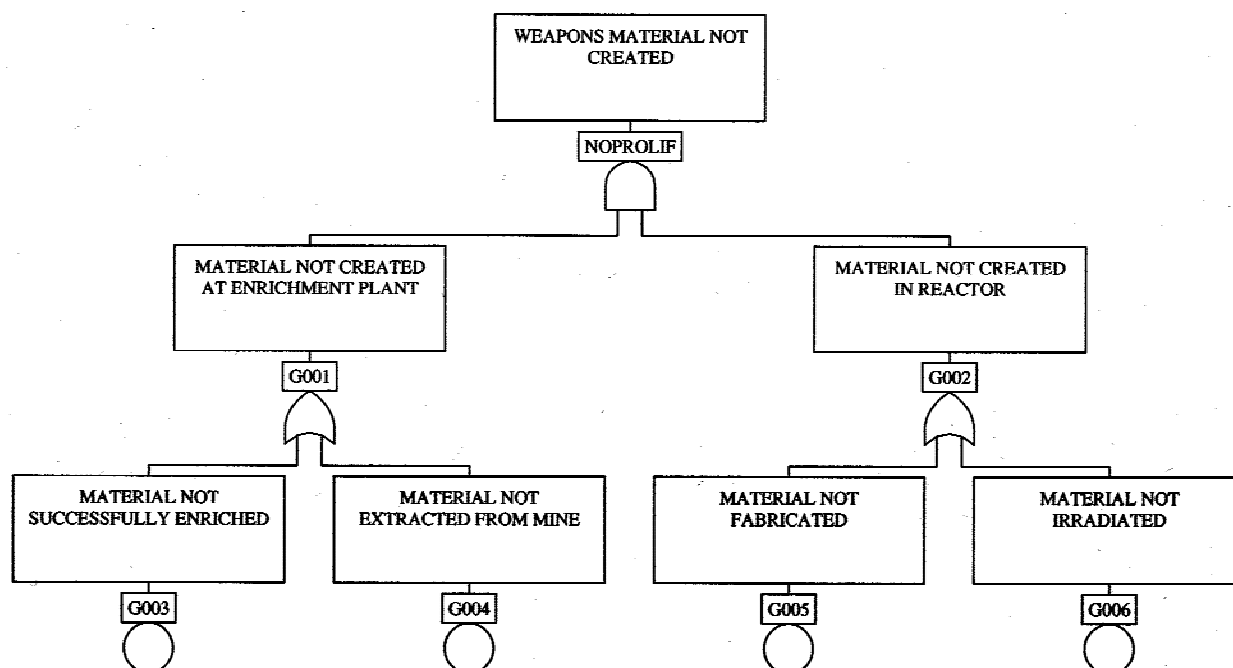 WEAPONS MATERIAL NOT
CREATED
NOPROLIF
MATERIAL NOT CREATED
AT ENRICHMENT PLANT
MATERIAL NOT CREATED
IN REACTOR
G001
G002
MATERIAL NOT
SUCCESSFULLY ENRICHED
MATERIAL NOT
EXTRACTED FROM MINE
MATERIAL NOT
FABRICATED
MATERIAL NOT
IRRADIATED
G003
G004
G005
G006